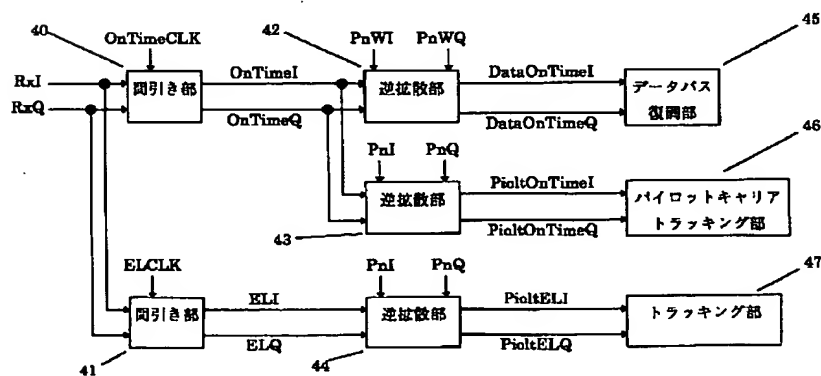 40
OnTimeCLK
42
PnWI
PnWQ
45
RxI
RxQ
間引き部
OnTimeI
OnTimeQ
逆拡散部
DataOnTimeI
DataOnTimeQ
データパス
復調部
46
PnI
PnQ
43
逆拡散部
PioltOnTimeI
PioltOnTimeQ
パイロットキャリア
トラッキング部
47
ELCLK
41
間引き部
ELI
ELQ
PnI
PnQ
44
逆拡散部
PioltELI
PioltELQ
トラッキング部